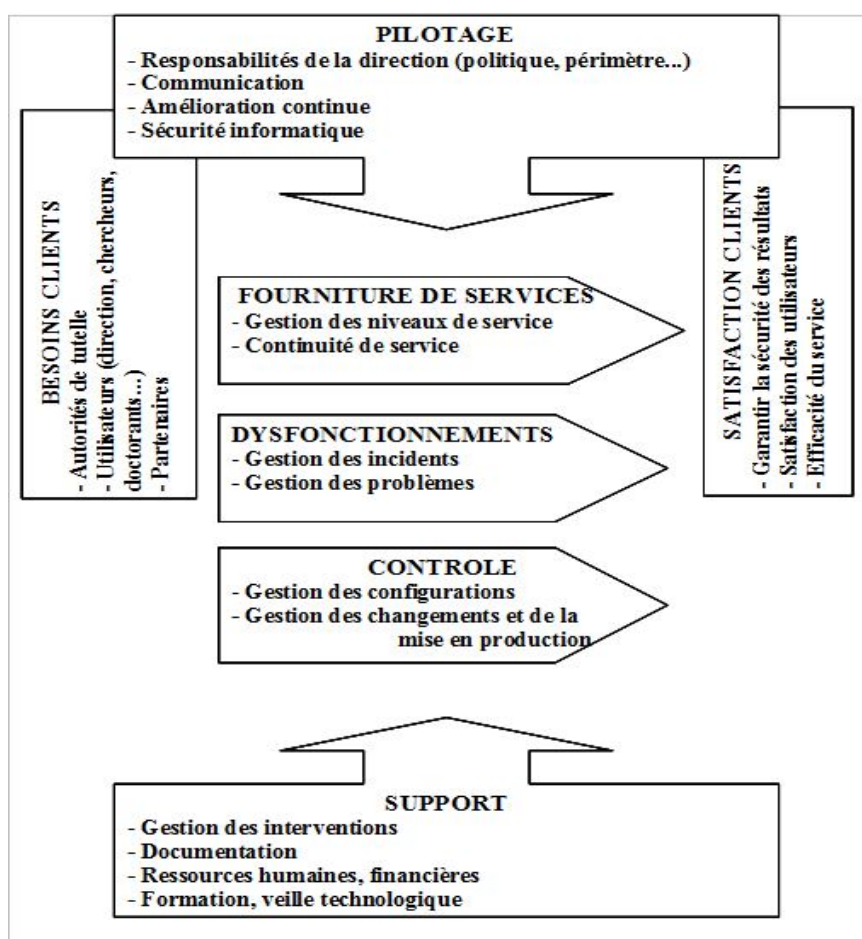 PILOTAGE
- Responsabilités de la direction (politique, périmètre...)
- Communication
- Amélioration continue
- Sécurité informatique
BESOINS CLIENTS
- Autorités de tutelle
- Utilisateurs (direction, chercheurs,
doctorants...)
- Partenaires
FOURNITURE DE SERVICES
- Gestion des niveaux de service
- Continuité de service
DYSFONCTIONNEMENTS
- Gestion des incidents
- Gestion des problèmes
CONTROLE
- Gestion des configurations
- Gestion des changements et de la
mise en production
SATISFACTION CLIENTS
- Garantir la sécurité des résultats
- Satisfaction des utilisateurs
- Efficacité du service
SUPPORT
- Gestion des interventions
- Documentation
- Ressources humaines, financières
- Formation, veille technologique